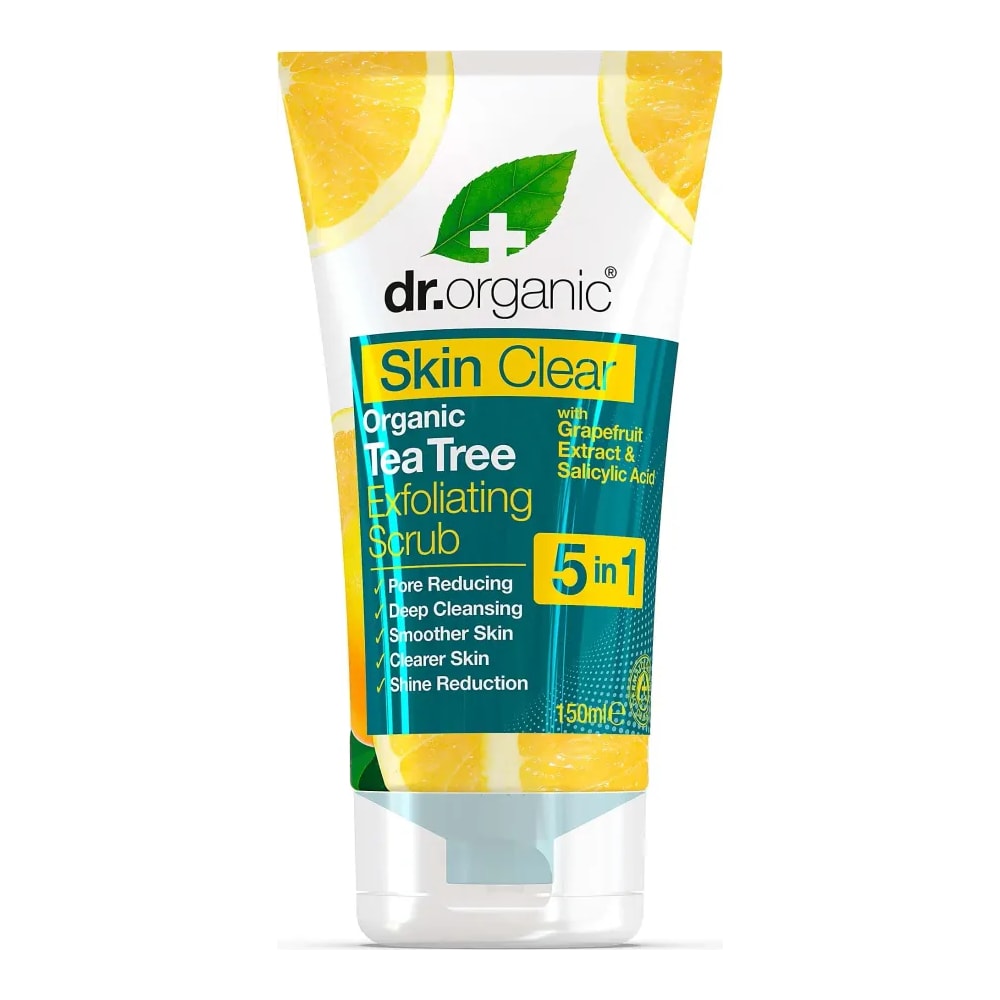 dr.organic®
Skin Clear
Organic
Tea Tree
Exfoliating
Scrub
with
Grapefruit
Extract &
Salicylic Acid
5 in 1
✓ Pore Reducing
✓ Deep Cleansing
✓ Smoother Skin
✓ Clearer Skin
✓ Shine Reduction
150ml℮